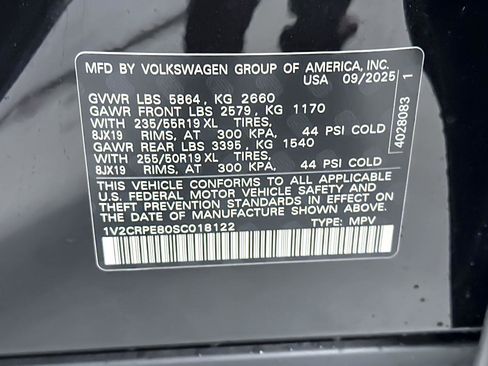 MFD BY VOLKSWAGEN GROUP OF AMERICA, INC.
USA 09/2025
GVWR LBS 5864, KG 2660
GAWR FRONT LBS 2579, KG 1170
WITH 235/55R19 XL TIRES,
8JX19 RIMS, AT 300 KPA, 44 PSI COLD
GAWR REAR LBS 3395, KG 1540
WITH 255/50R19 XL TIRES,
8JX19 RIMS, AT 300 KPA, 44 PSI COLD
THIS VEHICLE CONFORMS TO ALL APPLICABLE
U.S. FEDERAL MOTOR VEHICLE SAFETY AND
THEFT PREVENTION STANDARDS IN EFFECT ON
THE DATE OF MANUFACTURE SHOWN ABOVE.
1V2CRPE80SC018122 TYPE: MPV
4028083 1